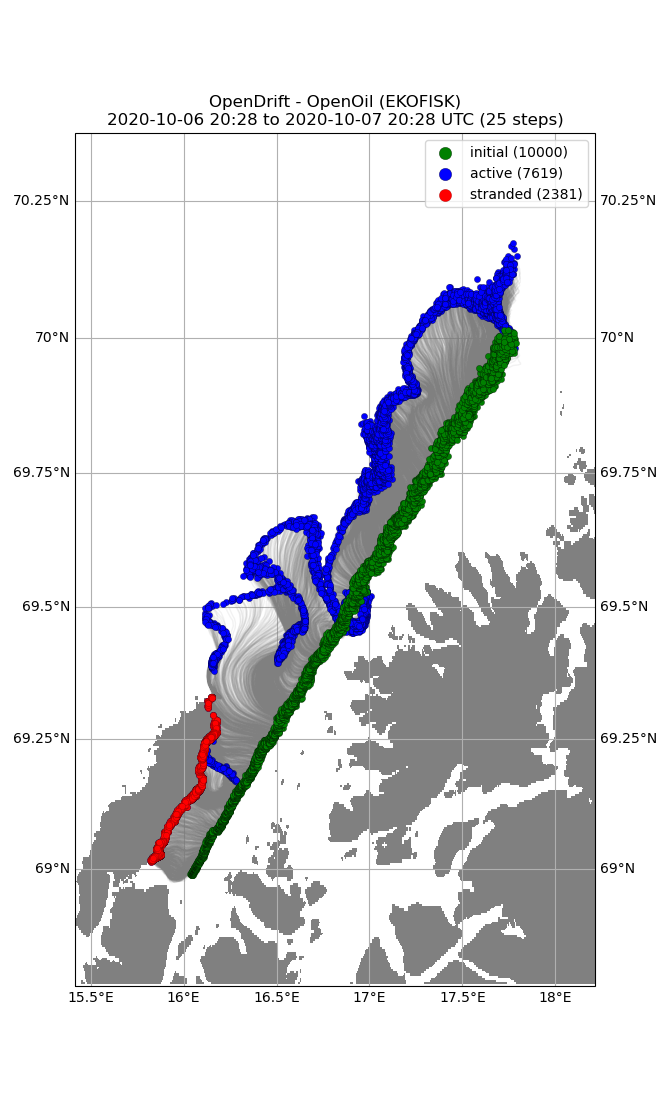 OpenDrift - OpenOil (EKOFISK)
2020-10-06 20:28 to 2020-10-07 20:28 UTC (25 steps)
initial (10000)
active (7619)
stranded (2381)
70.25°N 70.25°N
70°N 70°N
69.75°N 69.75°N
69.5°N 69.5°N
69.25°N 69.25°N
69°N 69°N
15.5°E 16°E 16.5°E 17°E 17.5°E 18°E